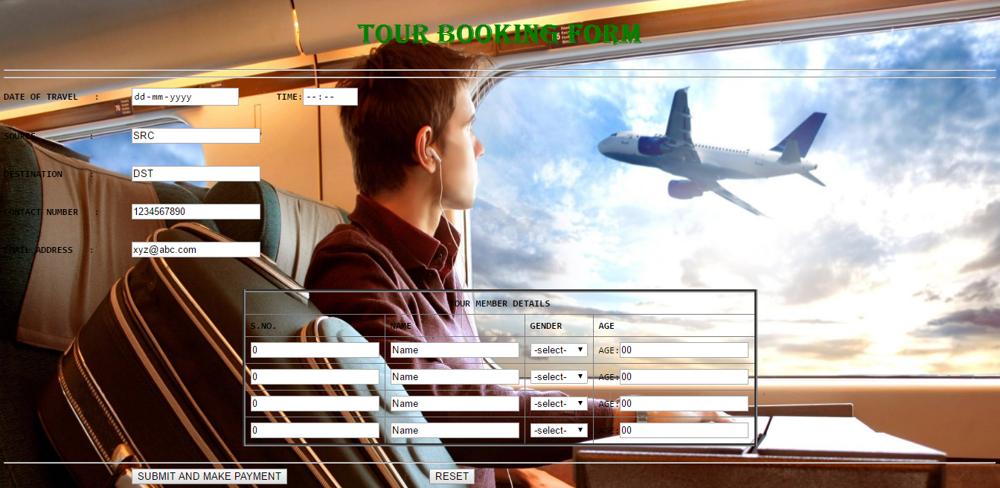 TOUR BOOKING FORM
DATE OF TRAVEL : dd-mm-yyyy TIME: --:--
SOURCE : SRC
DESTINATION : DST
CONTACT NUMBER : 1234567890
EMAIL ADDRESS : xyz@abc.com
TOUR MEMBER DETAILS
S.NO. NAME GENDER AGE
0 Name -select- AGE: 00
0 Name -select- AGE: 00
0 Name -select- AGE: 00
0 Name -select- AGE: 00
SUBMIT AND MAKE PAYMENT RESET